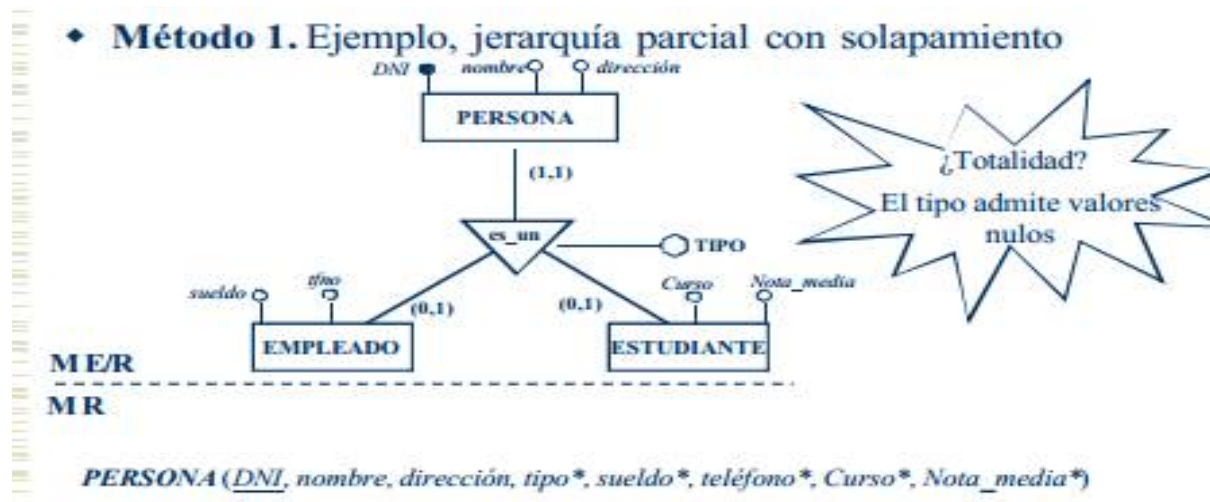 ◆ Método 1. Ejemplo, jerarquía parcial con solapamiento
DNI nombre dirección
PERSONA
(1,1)
¿Totalidad?
El tipo admite valores
nulos
es_un
TIPO
sueldo tfno
(0,1) (0,1)
Curso Nota_media
EMPLEADO ESTUDIANTE
M E/R
M R
PERSONA (DNI, nombre, dirección, tipo*, sueldo*, teléfono*, Curso*, Nota_media*)